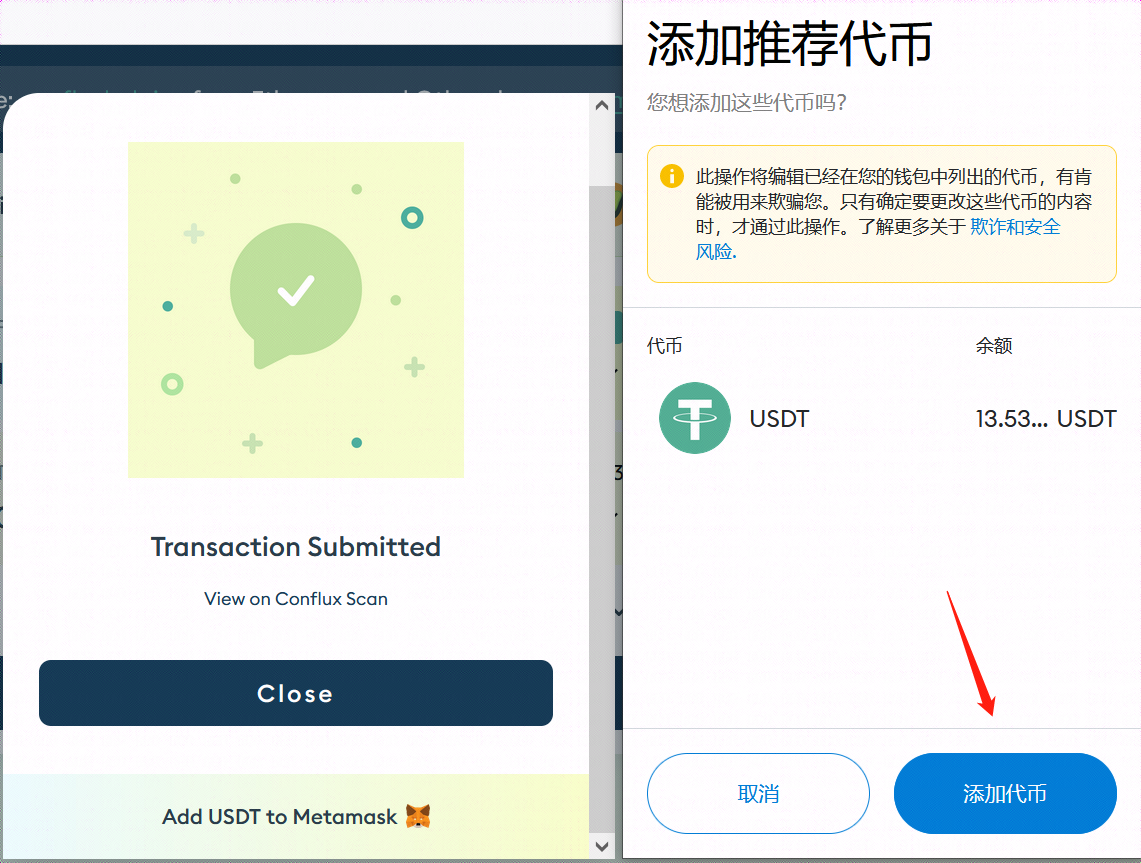 Transaction Submitted
View on Conflux Scan
Close
Add USDT to Metamask
添加推荐代币
您想添加这些代币吗?
此操作将编辑已经在您的钱包中列出的代币，有肯
能被用来欺骗您。只有确定要更改这些代币的内容
时，才通过此操作。了解更多关于 欺诈和安全
风险.
代币 余额
USDT 13.53... USDT
取消 添加代币